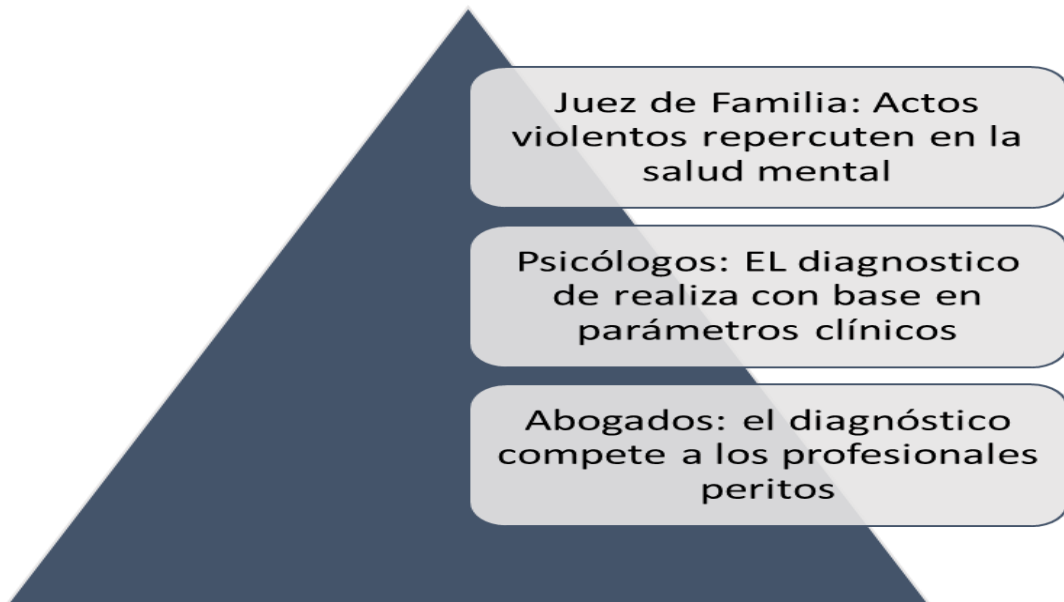 Juez de Familia: Actos
violentos repercuten en la
salud mental
Psicólogos: EL diagnostico
de realiza con base en
parámetros clínicos
Abogados: el diagnóstico
compete a los profesionales
peritos